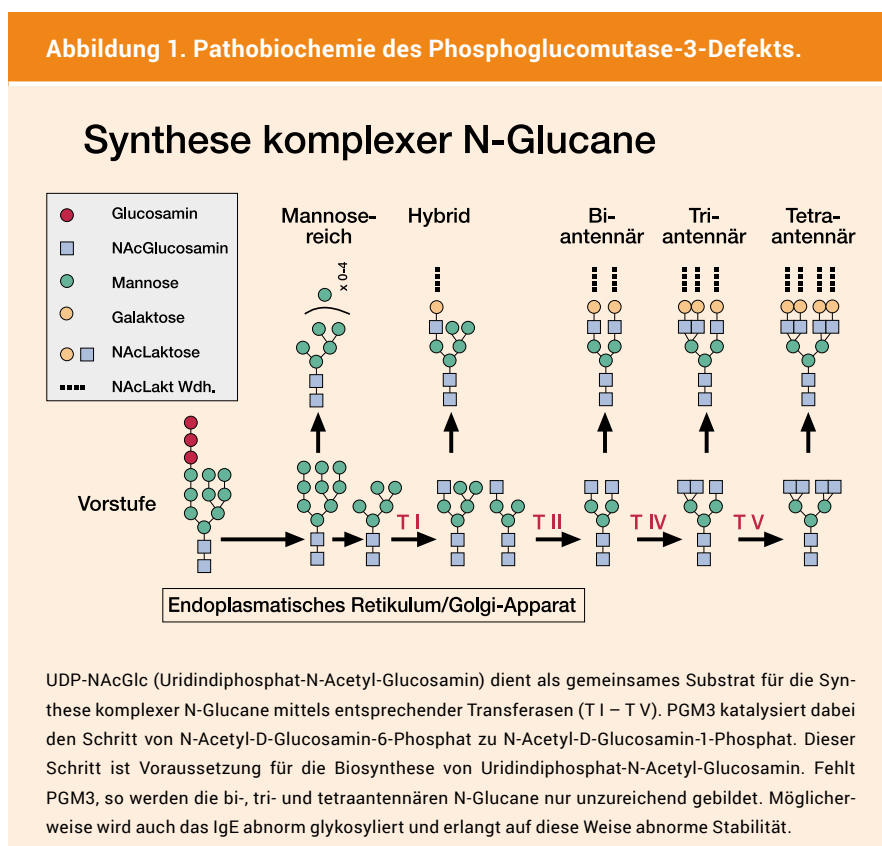 Abbildung 1. Pathobiochemie des Phosphoglucomutase-3-Defekts.
Synthese komplexer N-Glucane
Glucosamin
NAcGlucosamin
Mannose
Galaktose
NAcLaktose
NAcLakt Wdh.
Mannose-
reich
Hybrid
Bi-
antennär
Tri-
antennär
Tetra-
antennär
x 0-4
Vorstufe
T I
T II
T IV
T V
Endoplasmatisches Retikulum/Golgi-Apparat
UDP-NAcGlc (Uridindiphosphat-N-Acetyl-Glucosamin) dient als gemeinsames Substrat für die Syn-
these komplexer N-Glucane mittels entsprechender Transferasen (T I – T V). PGM3 katalysiert dabei
den Schritt von N-Acetyl-D-Glucosamin-6-Phosphat zu N-Acetyl-D-Glucosamin-1-Phosphat. Dieser
Schritt ist Voraussetzung für die Biosynthese von Uridindiphosphat-N-Acetyl-Glucosamin. Fehlt
PGM3, so werden die bi-, tri- und tetraantennären N-Glucane nur unzureichend gebildet. Möglicher-
weise wird auch das IgE abnorm glykosyliert und erlangt auf diese Weise abnorme Stabilität.